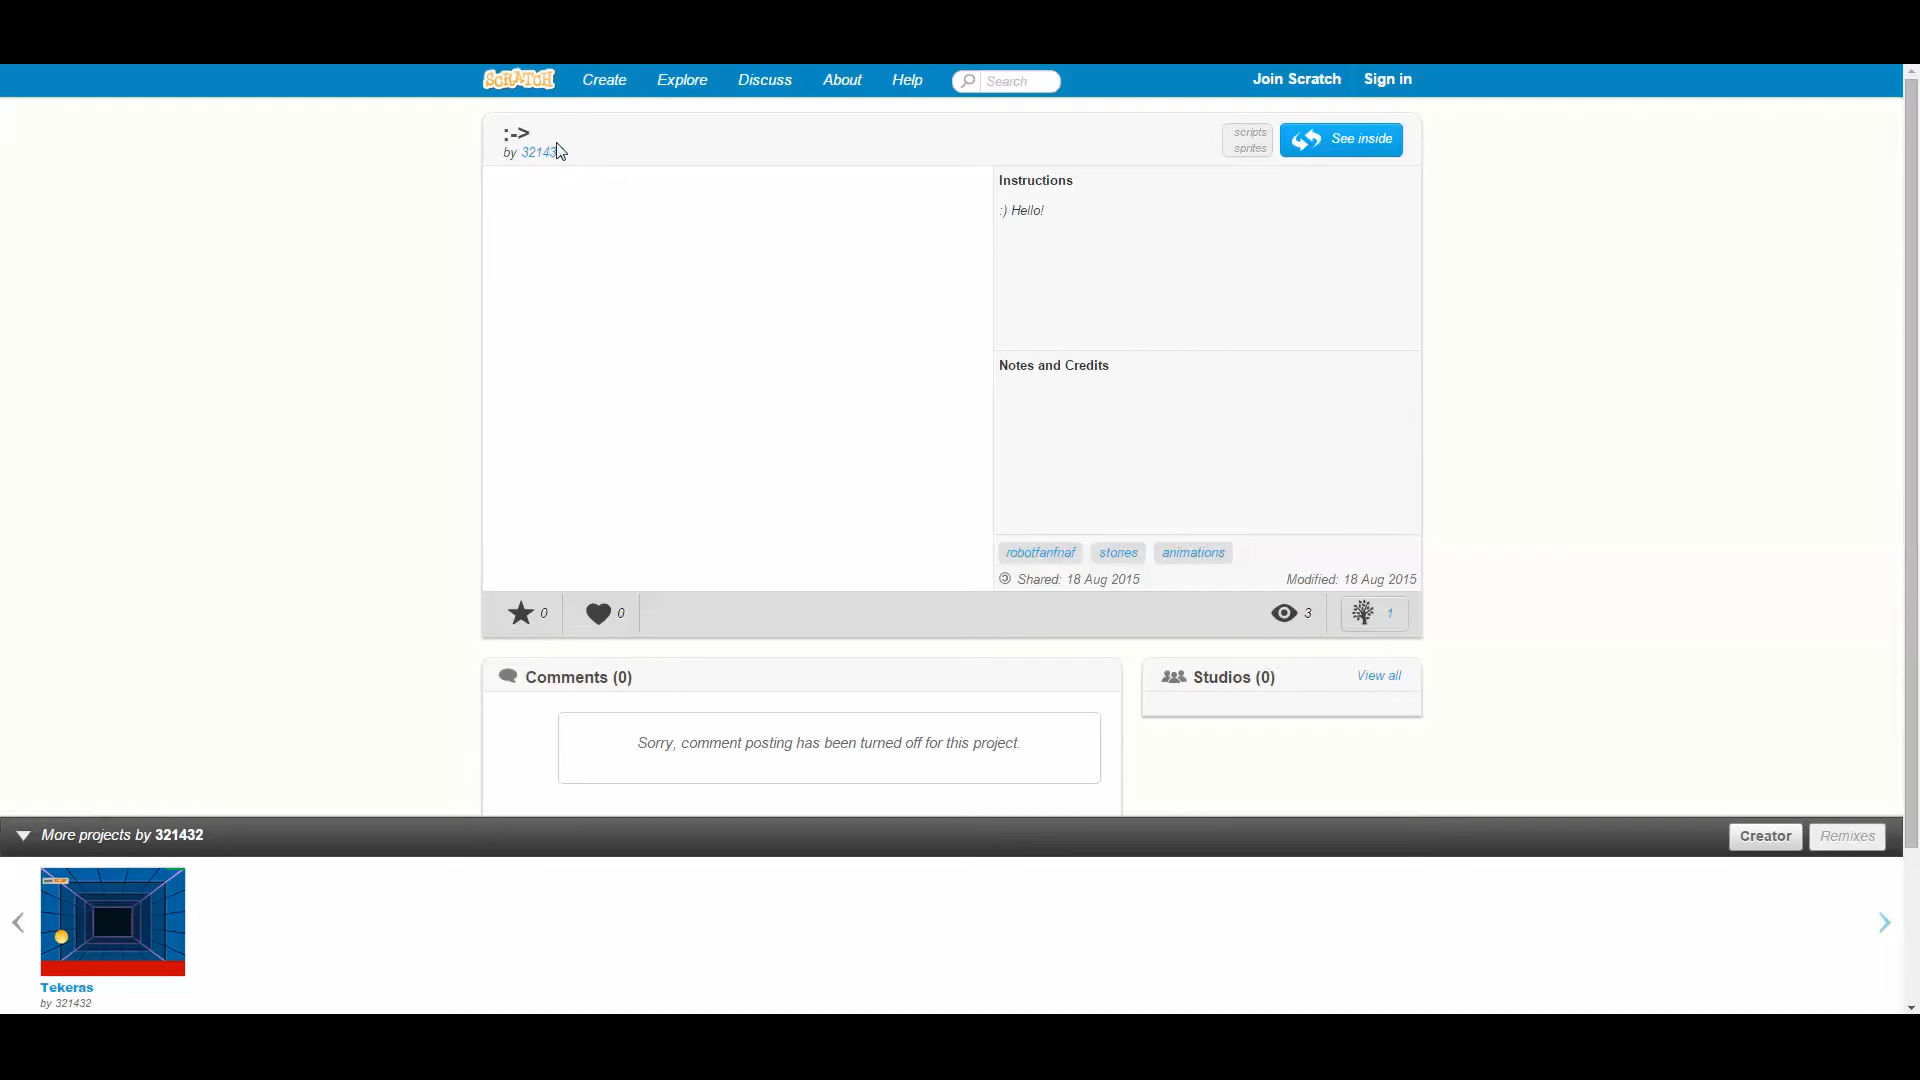 SCRATCH Create Explore Discuss About Help Search Join Scratch Sign in
:->
by 32143
scripts
sprites
See inside
Instructions
:) Hello!
Notes and Credits
robotfanfnaf stories animations
Shared: 18 Aug 2015 Modified: 18 Aug 2015
0 0 3 1
Comments (0)
Studios (0) View all
Sorry, comment posting has been turned off for this project.
More projects by 321432 Creator Remixes
Tekeras
by 321432